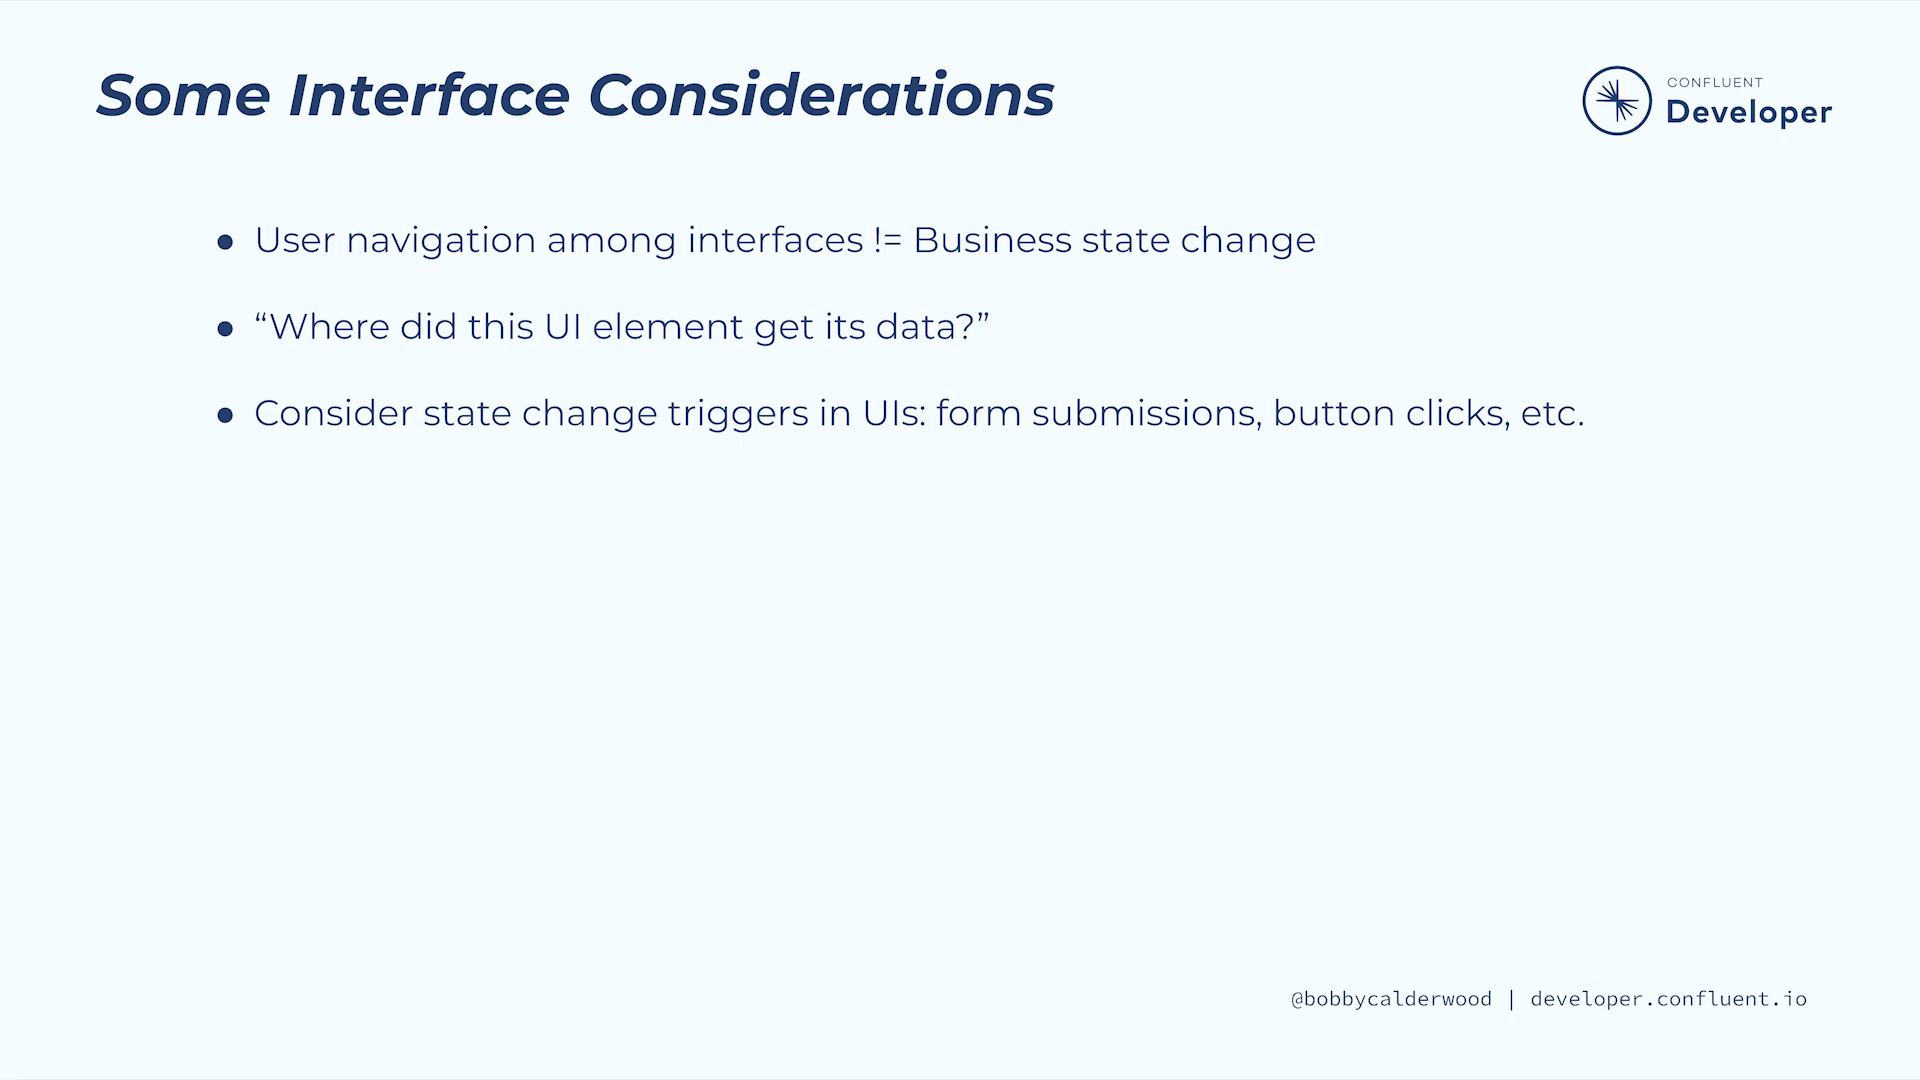 Some Interface Considerations
CONFLUENT
Developer
● User navigation among interfaces != Business state change
● “Where did this UI element get its data?”
● Consider state change triggers in UIs: form submissions, button clicks, etc.
@bobbycalderwood | developer.confluent.io